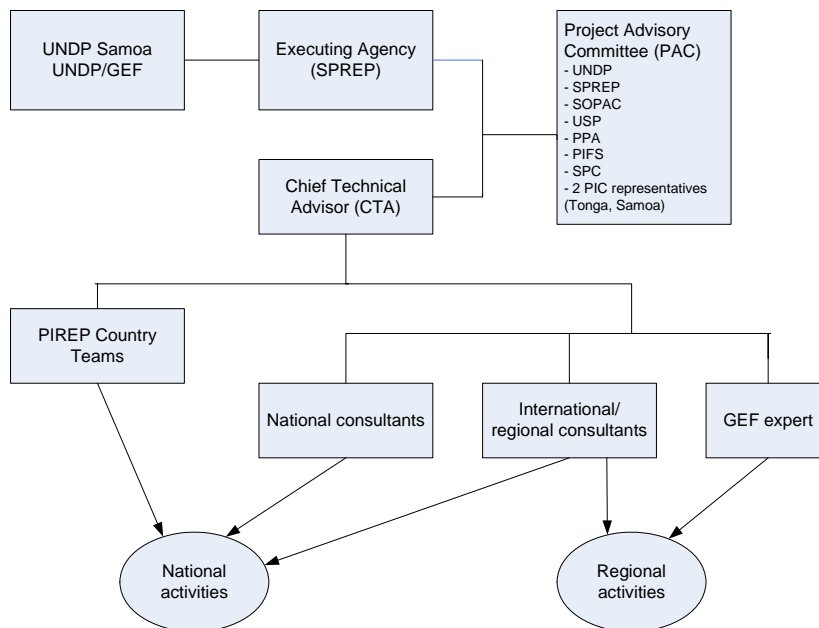 UNDP Samoa
UNDP/GEF
Executing Agency
(SPREP)
Project Advisory
Committee (PAC)
- UNDP
- SPREP
- SOPAC
- USP
- PPA
- PIFS
- SPC
- 2 PIC representatives
(Tonga, Samoa)
Chief Technical
Advisor (CTA)
PIREP Country
Teams
National consultants
International/
regional consultants
GEF expert
National
activities
Regional
activities